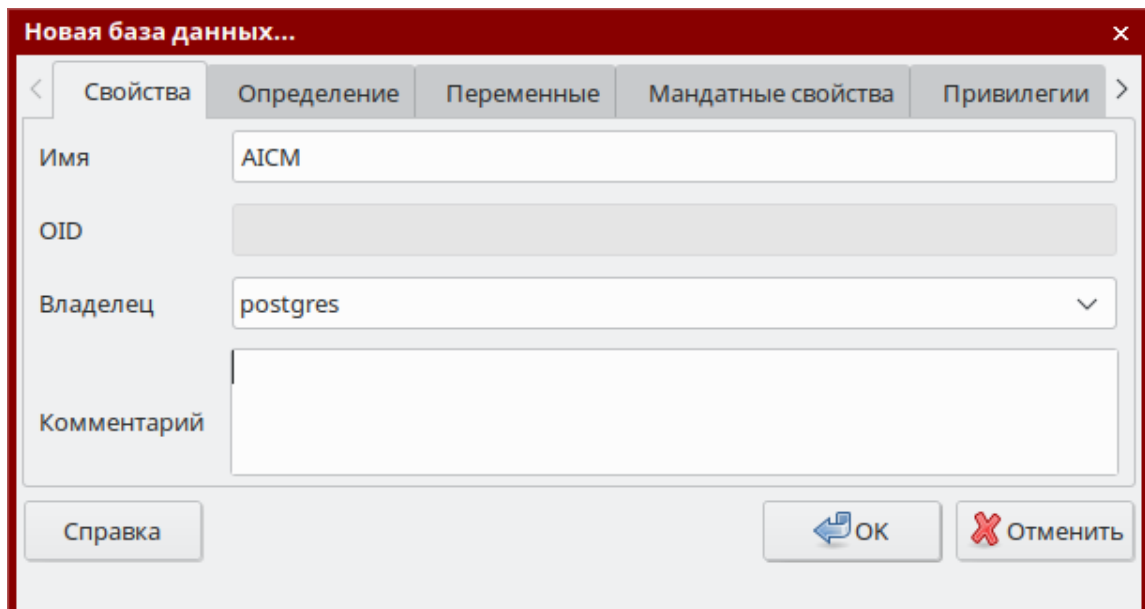 Новая база данных...
Свойства Определение Переменные Мандатные свойства Привилегии
Имя AICM
OID
Владелец postgres
Комментарий
Справка OK Отменить